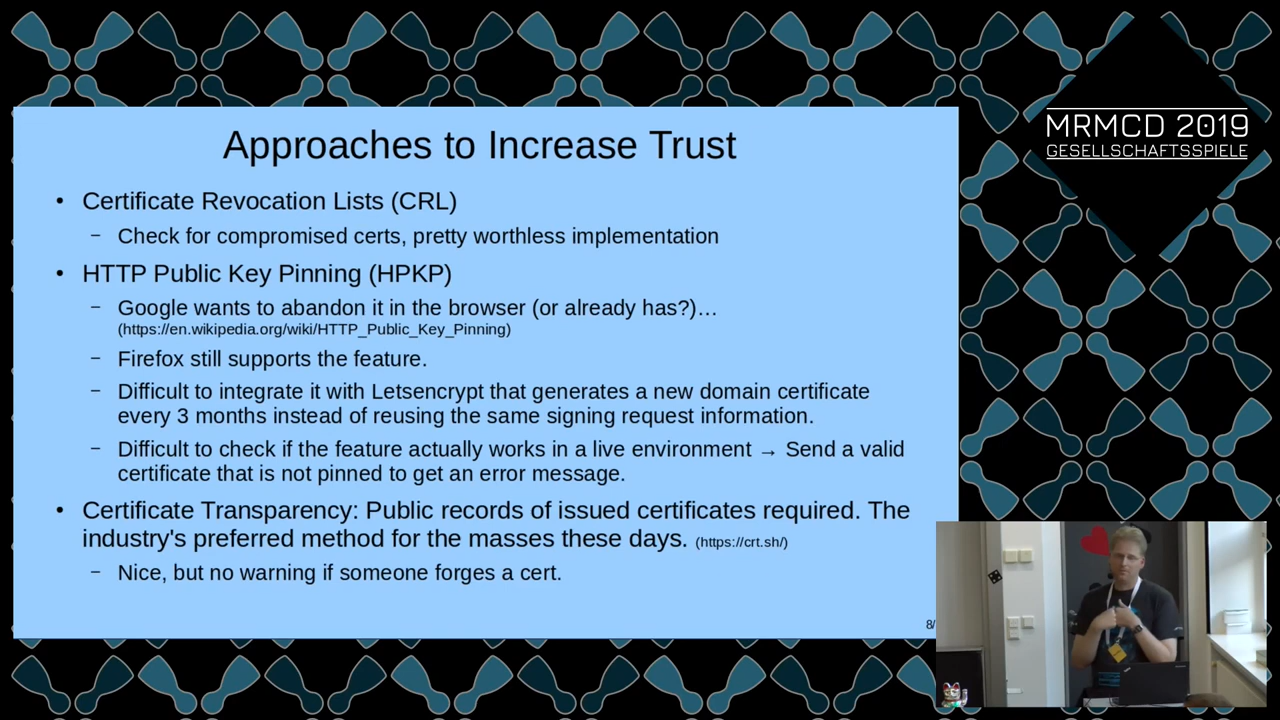 MRMCD 2019
GESELLSCHAFTSSPIELE
Approaches to Increase Trust
• Certificate Revocation Lists (CRL)
– Check for compromised certs, pretty worthless implementation
• HTTP Public Key Pinning (HPKP)
– Google wants to abandon it in the browser (or already has?)…
(https://en.wikipedia.org/wiki/HTTP_Public_Key_Pinning)
– Firefox still supports the feature.
– Difficult to integrate it with Letsencrypt that generates a new domain certificate
every 3 months instead of reusing the same signing request information.
– Difficult to check if the feature actually works in a live environment → Send a valid
certificate that is not pinned to get an error message.
• Certificate Transparency: Public records of issued certificates required. The
industry's preferred method for the masses these days. (https://crt.sh/)
– Nice, but no warning if someone forges a cert.
8/